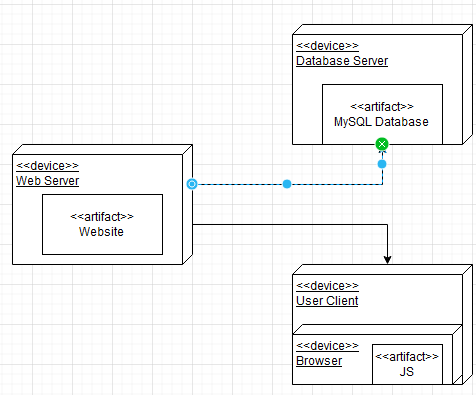 <<device>>
Database Server
<<artifact>>
MySQL Database
<<device>>
Web Server
<<artifact>>
Website
<<device>>
User Client
<<device>>
Browser
<<artifact>>
JS